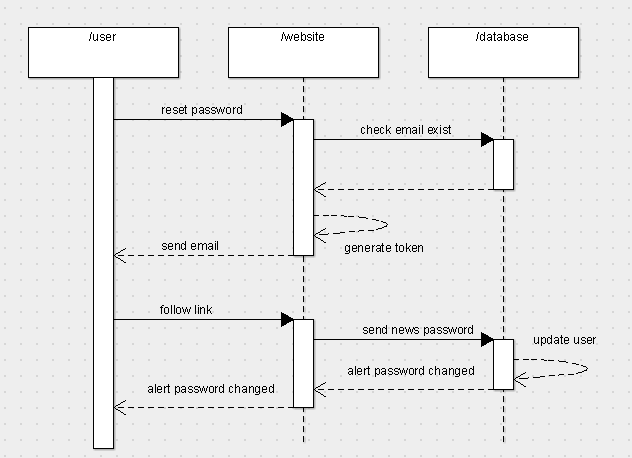 /user
/website
/database
reset password
check email exist
send email
generate token
follow link
send news password
update user
alert password changed
alert password changed